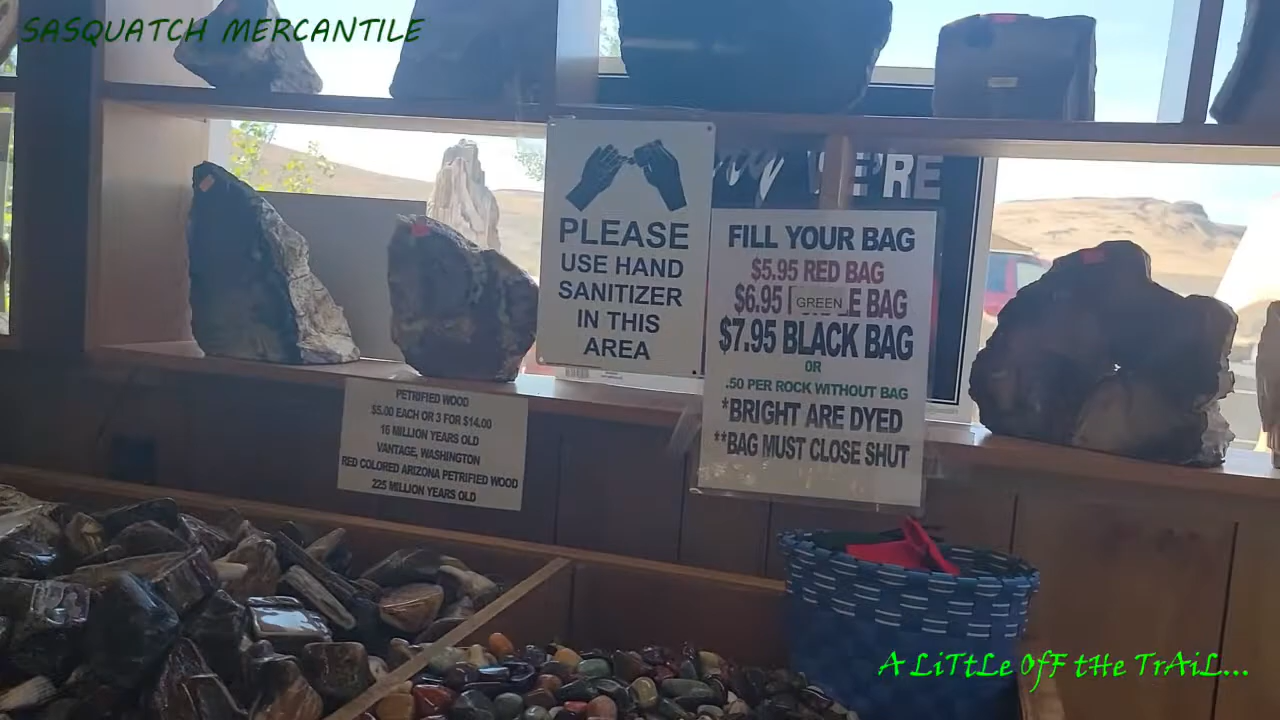 SASQUATCH MERCANTILE
WE'RE
PLEASE
USE HAND
SANITIZER
IN THIS
AREA
FILL YOUR BAG
$5.95 RED BAG
$6.95 GREEN BAG
$7.95 BLACK BAG
OR
.50 PER ROCK WITHOUT BAG
*BRIGHT ARE DYED
**BAG MUST CLOSE SHUT
PETRIFIED WOOD
$5.00 EACH OR 3 FOR $14.00
16 MILLION YEARS OLD
VANTAGE, WASHINGTON
RED COLORED ARIZONA PETRIFIED WOOD
225 MILLION YEARS OLD
A LiTtLe OfF tHe TrAiL...